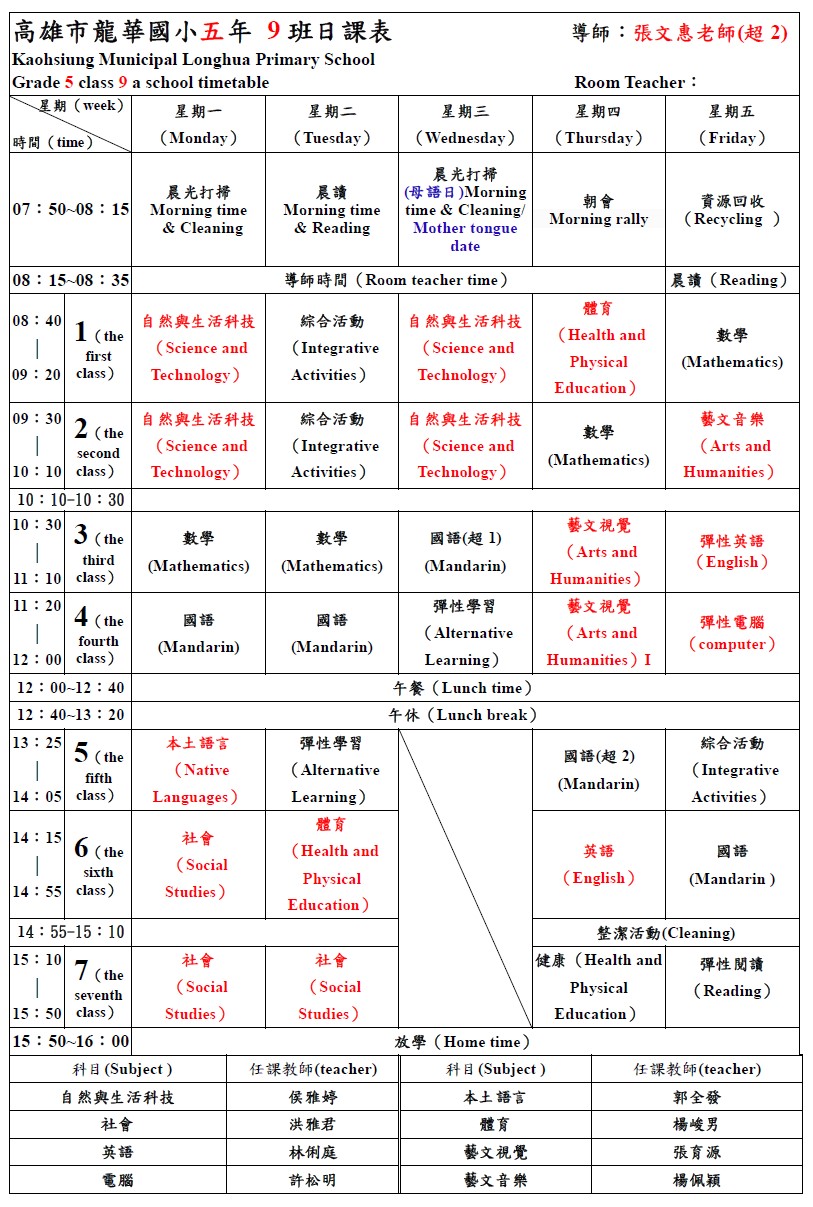 高雄市龍華國小五年 9 班日課表 導師：張文惠老師(超 2)
Kaohsiung Municipal Longhua Primary School
Grade 5 class 9 a school timetable Room Teacher：
星期（week）
時間（time）
星期一
（Monday）
星期二
（Tuesday）
星期三
（Wednesday）
星期四
（Thursday）
星期五
（Friday）
07：50~08：15
晨光打掃
Morning time
& Cleaning
晨讀
Morning time
& Reading
晨光打掃
(母語日)Morning
time & Cleaning/
Mother tongue
date
朝會
Morning rally
資源回收
（Recycling ）
08：15~08：35
導師時間（Room teacher time）
晨讀（Reading）
08：40
|
09：20
1（the
first
class）
自然與生活科技
（Science and
Technology）
綜合活動
（Integrative
Activities）
自然與生活科技
（Science and
Technology）
體育
（Health and
Physical
Education）
數學
(Mathematics)
09：30
|
10：10
2（the
second
class）
自然與生活科技
（Science and
Technology）
綜合活動
（Integrative
Activities）
自然與生活科技
（Science and
Technology）
數學
(Mathematics)
藝文音樂
（Arts and
Humanities）
10：10-10：30
10：30
|
11：10
3（the
third
class）
數學
(Mathematics)
數學
(Mathematics)
國語(超 1)
(Mandarin)
藝文視覺
（Arts and
Humanities）
彈性英語
（English）
11：20
|
12：00
4（the
fourth
class）
國語
(Mandarin)
國語
(Mandarin)
彈性學習
（Alternative
Learning）
藝文視覺
（Arts and
Humanities）I
彈性電腦
（computer）
12：00~12：40
午餐（Lunch time）
12：40~13：20
午休（Lunch break）
13：25
|
14：05
5（the
fifth
class）
本土語言
（Native
Languages）
彈性學習
（Alternative
Learning）
國語(超 2)
(Mandarin)
綜合活動
（Integrative
Activities）
14：15
|
14：55
6（the
sixth
class）
社會
（Social
Studies）
體育
（Health and
Physical
Education）
英語
（English）
國語
(Mandarin )
14：55-15：10
整潔活動(Cleaning)
15：10
|
15：50
7（the
seventh
class）
社會
（Social
Studies）
社會
（Social
Studies）
健康（Health and
Physical
Education）
彈性閱讀
（Reading）
15：50~16：00
放學（Home time）
科目(Subject ) 任課教師(teacher) 科目(Subject ) 任課教師(teacher)
自然與生活科技 侯雅婷 本土語言 郭全發
社會 洪雅君 體育 楊峻男
英語 林俐庭 藝文視覺 張育源
電腦 許松明 藝文音樂 楊佩穎